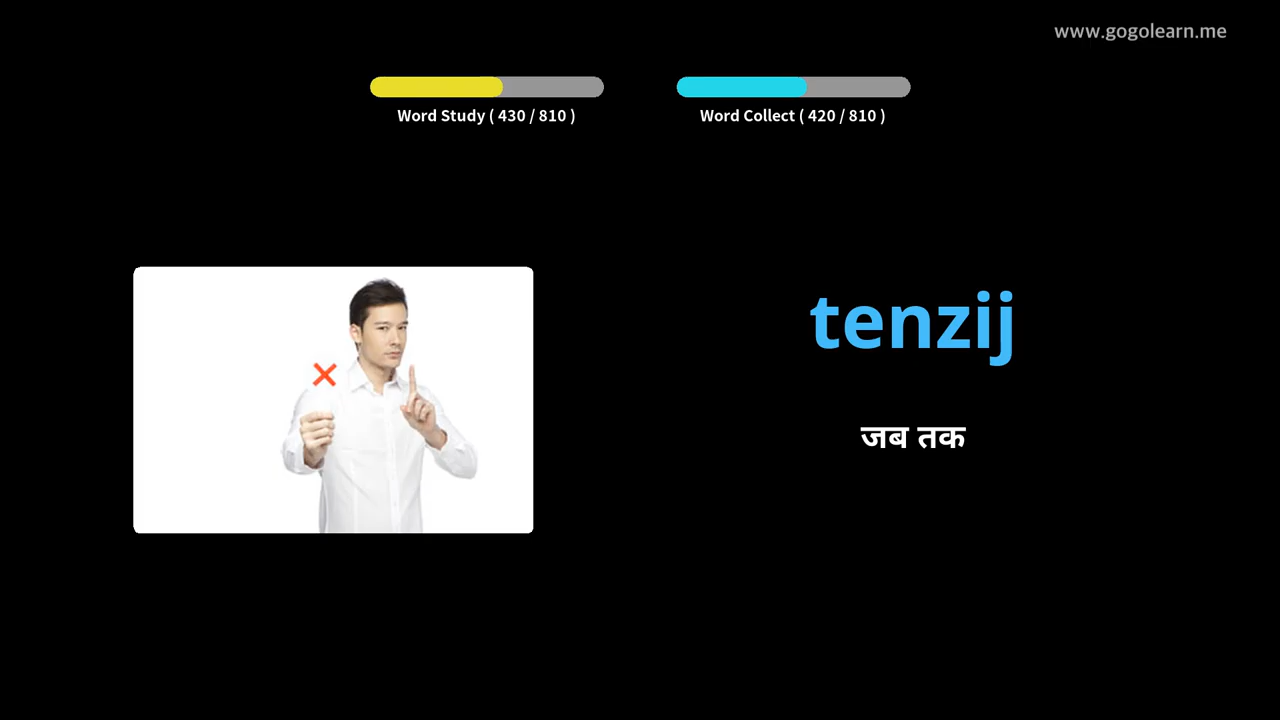 www.gogolearn.me
Word Study ( 430 / 810 )
Word Collect ( 420 / 810 )
tenzij
जब तक